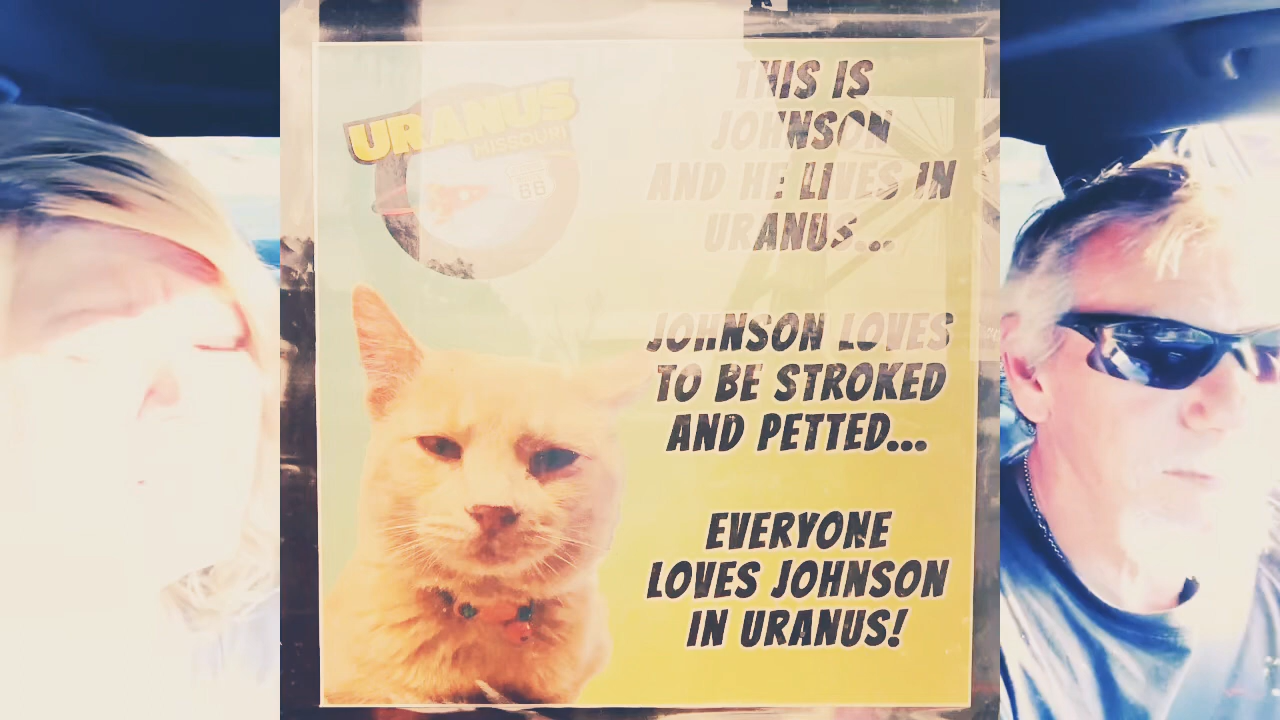 URANUS
MISSOURI
66
THIS IS
JOHNSON
AND HE LIVES IN
URANUS...
JOHNSON LOVES
TO BE STROKED
AND PETTED...
EVERYONE
LOVES JOHNSON
IN URANUS!